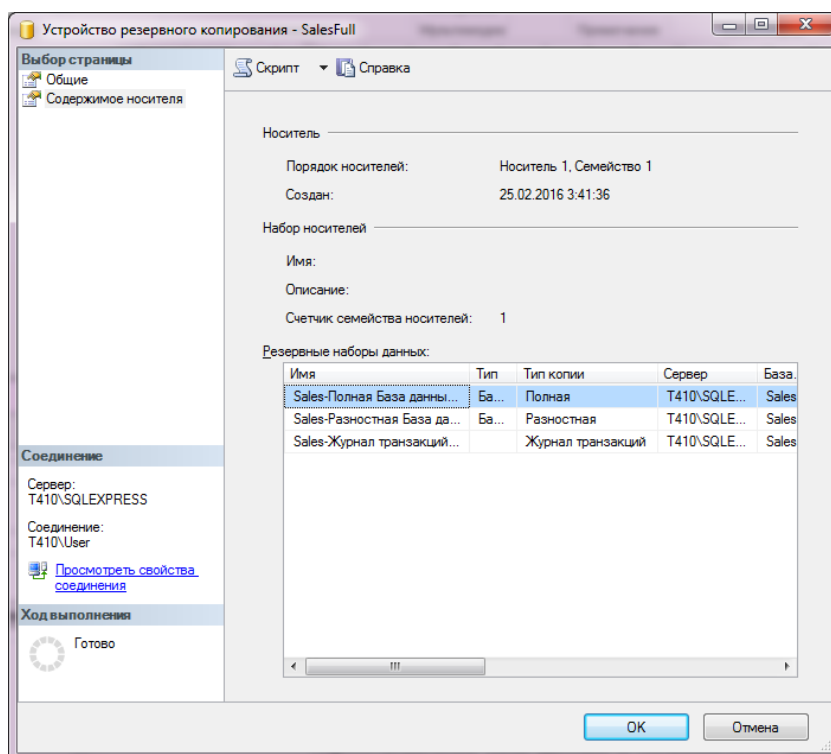 Устройство резервного копирования - SalesFull
Выбор страницы
Общие
Содержимое носителя
Скрипт
Справка
Носитель
Порядок носителей: Носитель 1, Семейство 1
Создан: 25.02.2016 3:41:36
Набор носителей
Имя:
Описание:
Счетчик семейства носителей: 1
Резервные наборы данных:
Имя Тип Тип копии Сервер База.
Sales-Полная База данны... Ба... Полная T410\SQLE... Sales
Sales-Разностная База да... Ба... Разностная T410\SQLE... Sales
Sales-Журнал транзакций... Журнал транзакций T410\SQLE... Sales
Соединение
Сервер:
T410\SQLEXPRESS
Соединение:
T410\User
Просмотреть свойства
соединения
Ход выполнения
Готово
OK
Отмена